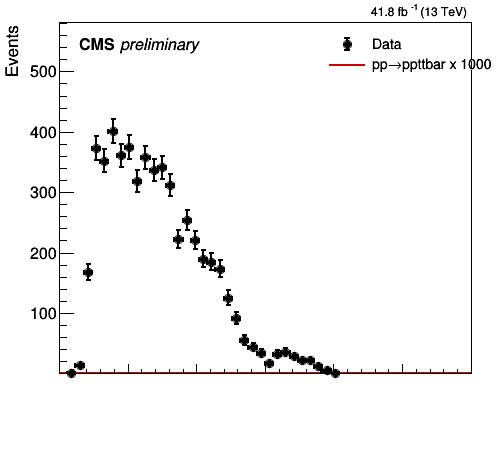 41.8 fb⁻¹ (13 TeV)
Events
CMS preliminary
Data
pp→ppttbar x 1000
500
400
300
200
100